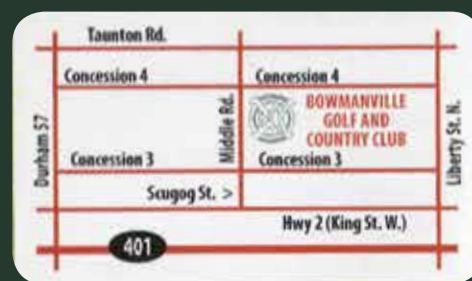 Taunton Rd.
Concession 4
Concession 4
Durham 57
Middle Rd.
BOWMANVILLE
GOLF AND
COUNTRY CLUB
Liberty St. N.
Concession 3
Concession 3
Scugog St. >
Hwy 2 (King St. W.)
401